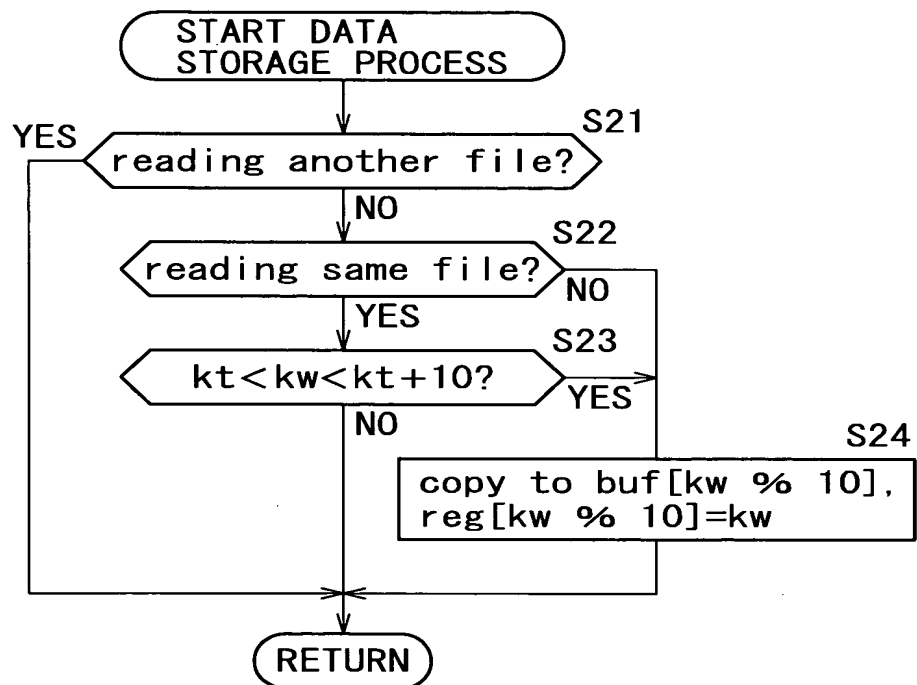 START DATA
STORAGE PROCESS
S21
YES
reading another file?
NO
S22
reading same file?
NO
YES
S23
kt<kw<kt+10?
YES
NO
S24
copy to buf[kw % 10],
reg[kw % 10]=kw
RETURN